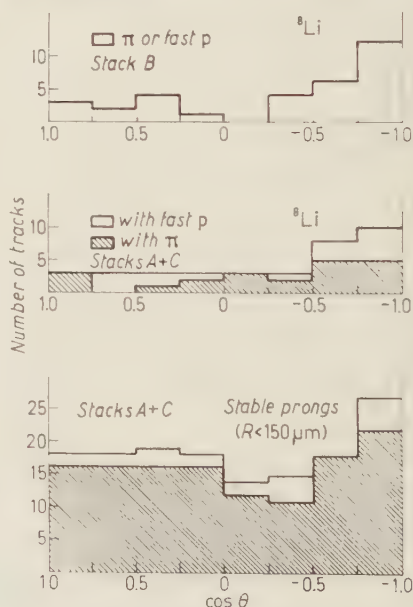 π or fast p
⁸Li
Stack B
10
5
1.0 0.5 0 −0.5 −1.0
with fast p
⁸Li
with π
Stacks A+C
10
5
1.0 0.5 0 −0.5 −1.0
Number of tracks
Stacks A+C
Stable prongs
(R<150μm)
25
20
15
10
5
1 0 0.5 0 −0.5 −1.0
cos θ